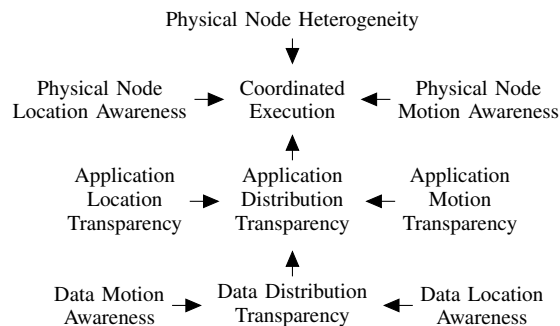 Physical Node Heterogeneity
Physical Node
Location Awareness
Coordinated
Execution
Physical Node
Motion Awareness
Application
Location
Transparency
Application
Distribution
Transparency
Application
Motion
Transparency
Data Motion
Awareness
Data Distribution
Transparency
Data Location
Awareness